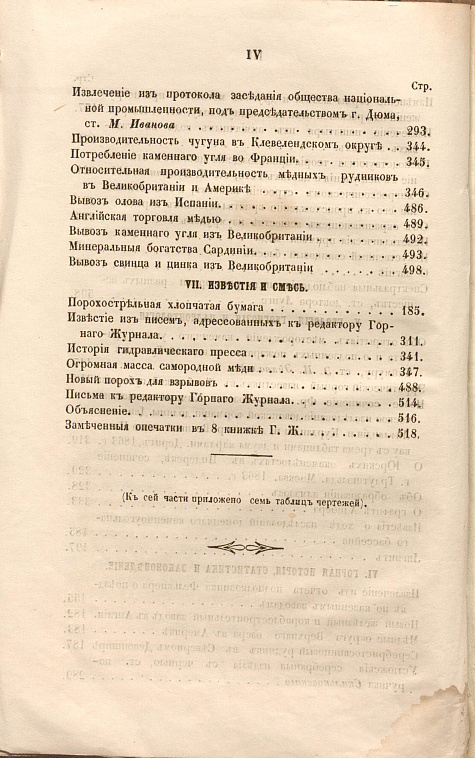 IV
Стр.
Извлеченіе изъ протокола засѣданія общества націоналъ-
ной промышленности, подъ предсѣдательствомъ г. Дюма,
ст. М. Иванова . . . . . . . . . . . . . . 293.
Производительность чугуна въ Клевелендскомъ округѣ . . 344.
Потребленіе каменнаго угля во Франціи. . . . . . . . 345.
Относительная производительность мѣдныхъ рудниковъ
въ Великобританіи и Америкѣ . . . . . . . . . . 346.
Вывозъ олова изъ Испаніи. . . . . . . . . . . . . 486.
Англійская торговля мѣдью . . . . . . . . . . . . 489.
Вывозъ каменнаго угля изъ Великобританіи . . . . . . 492.
Минеральныя богатства Сардиніи. . . . . . . . . . . 493.
Вывозъ свинца и цинка изъ Великобританіи . . . . . . 498.
VII. ИЗВѢСТІЯ И СМѢСЬ.
Порохострѣльная хлопчатая бумага . . . . . . . . . 185.
Извѣстіе изъ писемъ, адрессованныхъ къ редактору Гор-
наго Журнала. . . . . . . . . . . . . . . . . 311.
Исторія гидравлическаго пресса . . . . . . . . . . . 341.
Огромная масса самородной мѣди . . . . . . . . . . 347.
Новый порохъ для взрывовъ . . . . . . . . . . . . 488.
Письма къ редактору Горнаго Журнала. . . . . . . . 514.
Объясненіе. . . . . . . . . . . . . . . . . . . 516.
Замѣченныя опечатки въ 8 книжкѣ Г. Ж. . . . . . . . 518.
(Къ сей части приложено семь таблицъ чертежей).